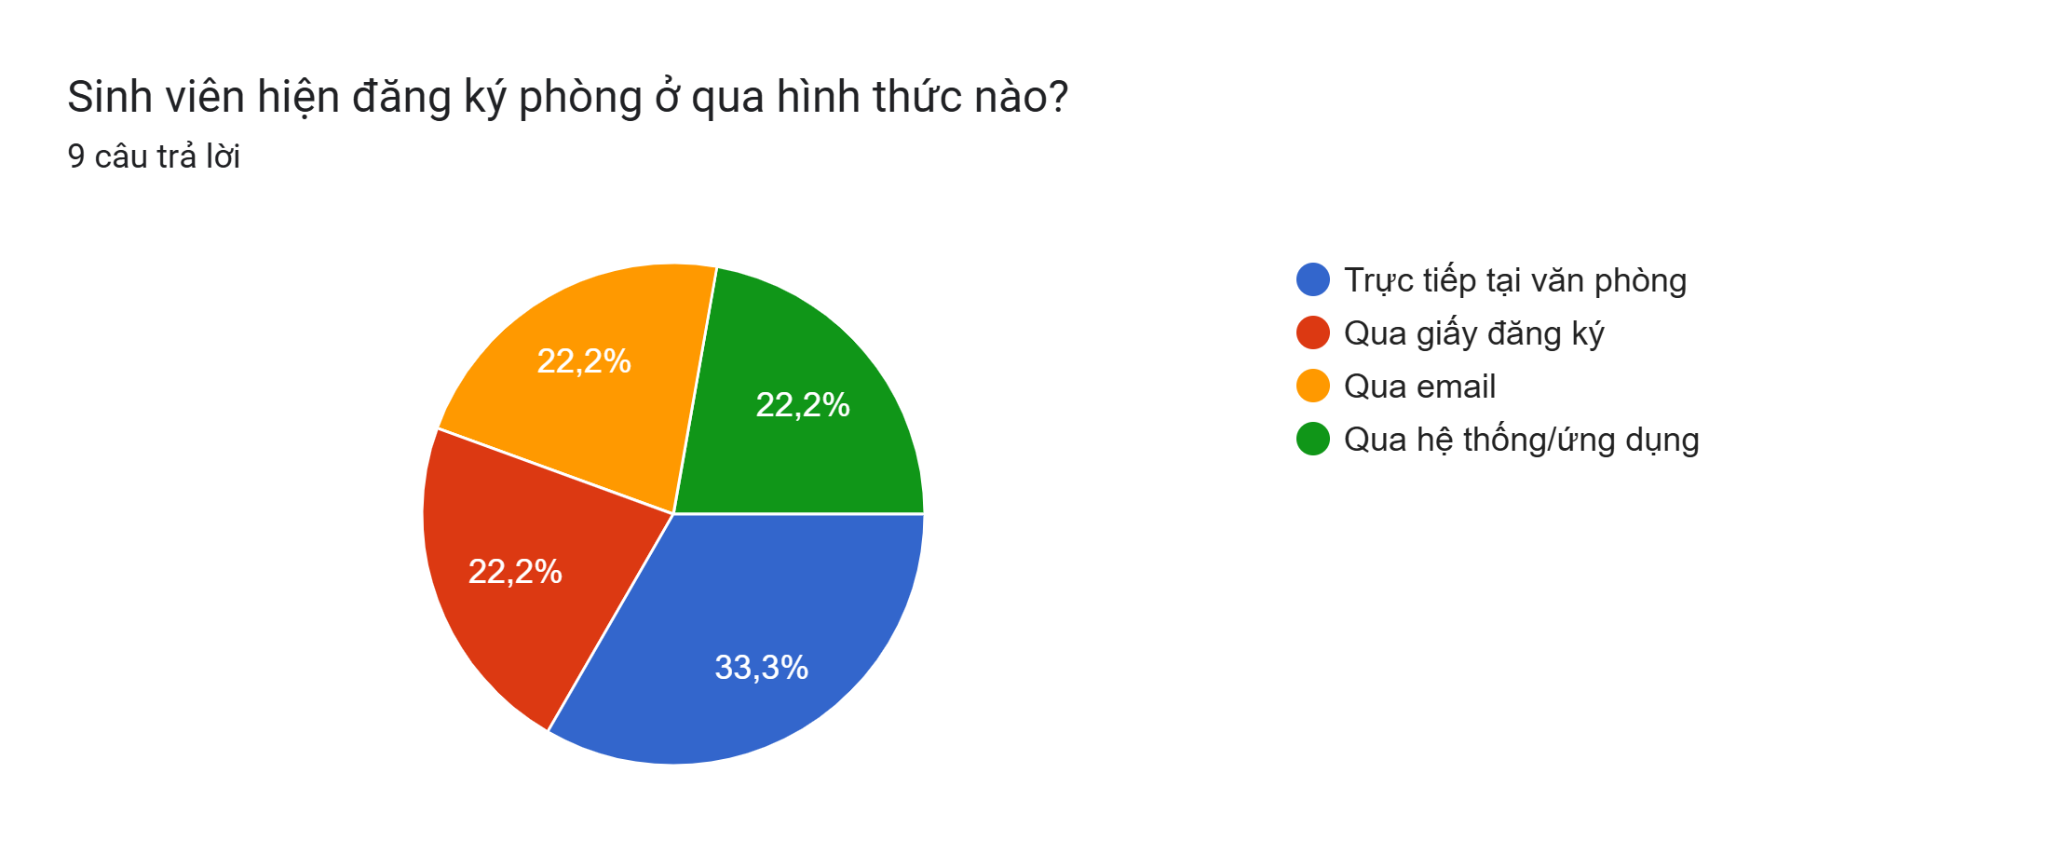 Sinh viên hiện đăng ký phòng ở qua hình thức nào?
9 câu trả lời
22,2%
22,2%
22,2%
33,3%
Trực tiếp tại văn phòng
Qua giấy đăng ký
Qua email
Qua hệ thống/ứng dụng